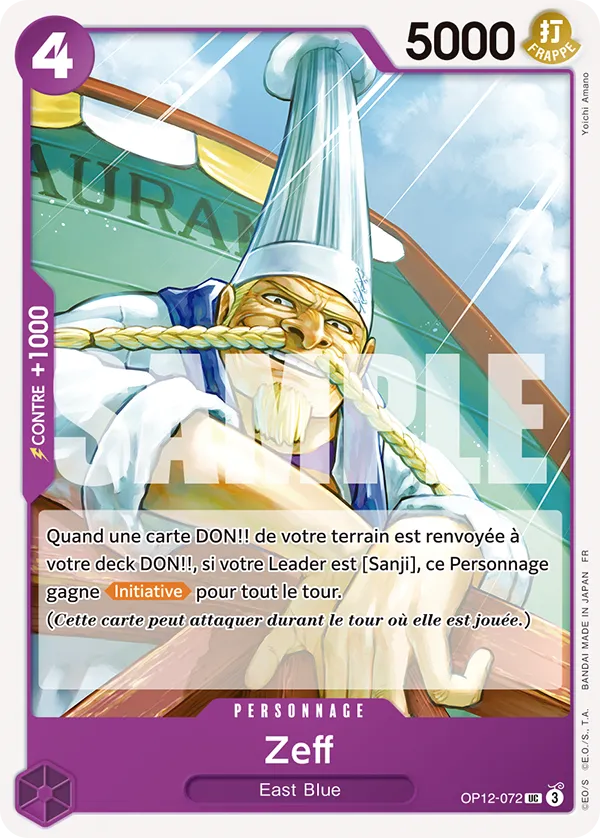 4
5000
打
FRAPPE
Yoichi Amano
AURA
CONTRE +1000
SAMPLE
Quand une carte DON!! de votre terrain est renvoyée à
votre deck DON!!, si votre Leader est [Sanji], ce Personnage
gagne Initiative pour tout le tour.
(Cette carte peut attaquer durant le tour où elle est jouée.)
PERSONNAGE
Zeff
East Blue
OP12-072 UC 3
©EO/S ©E.O./S., T.A. BANDAI MADE IN JAPAN FR